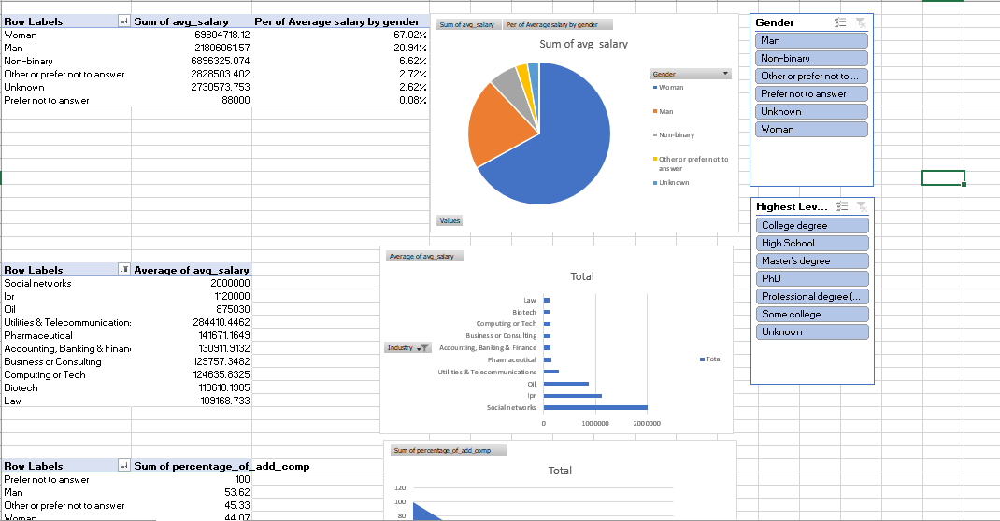 Row Labels Sum of avg_salary Per of Average salary by gender
Woman 69804718.12 67.02%
Man 21806061.57 20.94%
Non-binary 6896325.074 6.62%
Other or prefer not to answer 2828503.402 2.72%
Unknown 2730573.753 2.62%
Prefer not to answer 88000 0.08%
Sum of avg_salary Per of Average salary by gender
Sum of avg_salary
Gender
Woman
Man
Non-binary
Other or prefer not to
answer
Unknown
Values
Gender
Man
Non-binary
Other or prefer not to ...
Prefer not to answer
Unknown
Woman
Highest Lev...
College degree
High School
Master's degree
PhD
Professional degree (...
Some college
Unknown
Row Labels Average of avg_salary
Social networks 2000000
Ipr 1120000
Oil 875030
Utilities & Telecommunication: 284410.4462
Pharmaceutical 141671.1649
Accounting, Banking & Finan 130911.9132
Business or Consulting 129757.3482
Computing or Tech 124635.8325
Biotech 110610.1985
Law 109168.733
Average of avg_salary
Total
Law
Biotech
Computing or Tech
Business or Consulting
Industry
Accounting, Banking & Finance
Pharmaceutical
Utilities & Telecommunications
Oil
Ipr
Social networks
0 1000000 2000000
Total
Row Labels Sum of percentage_of_add_comp
Prefer not to answer 100
Man 53.62
Other or prefer not to answer 45.33
Woman 44.07
Sum of percentage_of_add_comp
Total
120
100
80